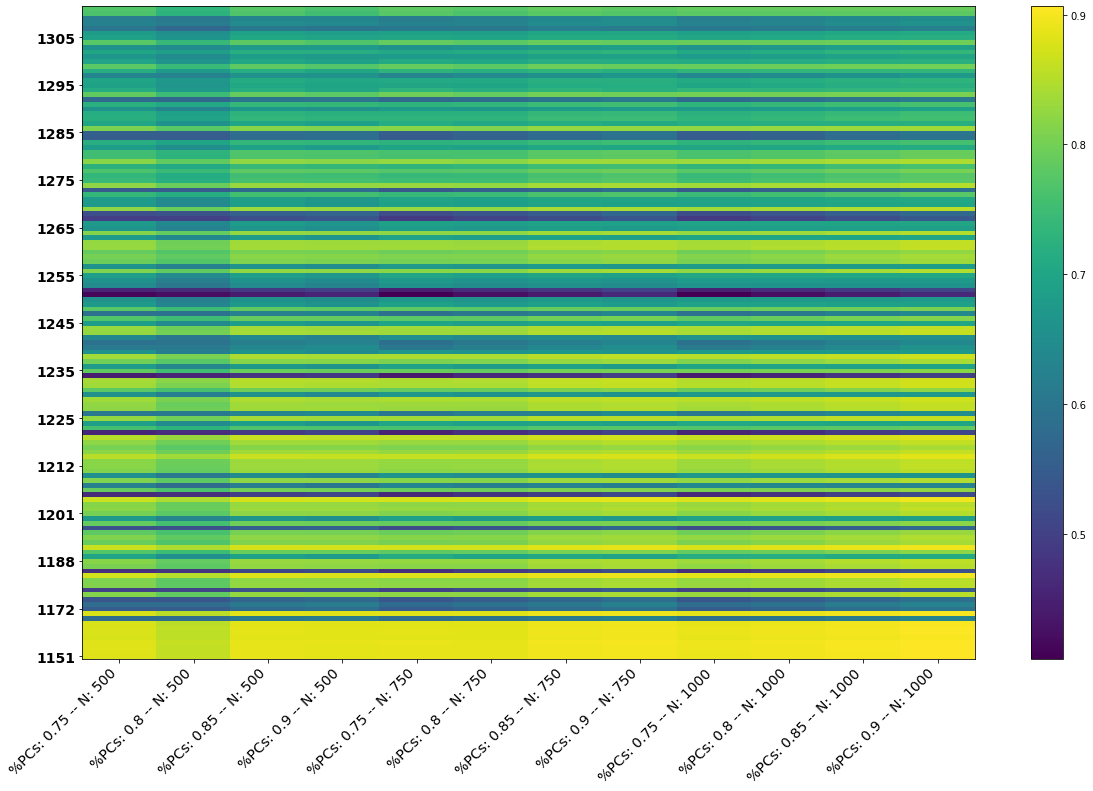 1305
1295
1285
1275
1265
1255
1245
1235
1225
1212
1201
1188
1172
1151
%PCs: 0.75 -- N: 500
%PCs: 0.8 -- N: 500
%PCs: 0.85 -- N: 500
%PCs: 0.9 -- N: 500
%PCs: 0.75 -- N: 750
%PCs: 0.8 -- N: 750
%PCs: 0.85 -- N: 750
%PCs: 0.9 -- N: 750
%PCs: 0.75 -- N: 1000
%PCs: 0.8 -- N: 1000
%PCs: 0.85 -- N: 1000
%PCs: 0.9 -- N: 1000
0.9
0.8
0.7
0.6
0.5